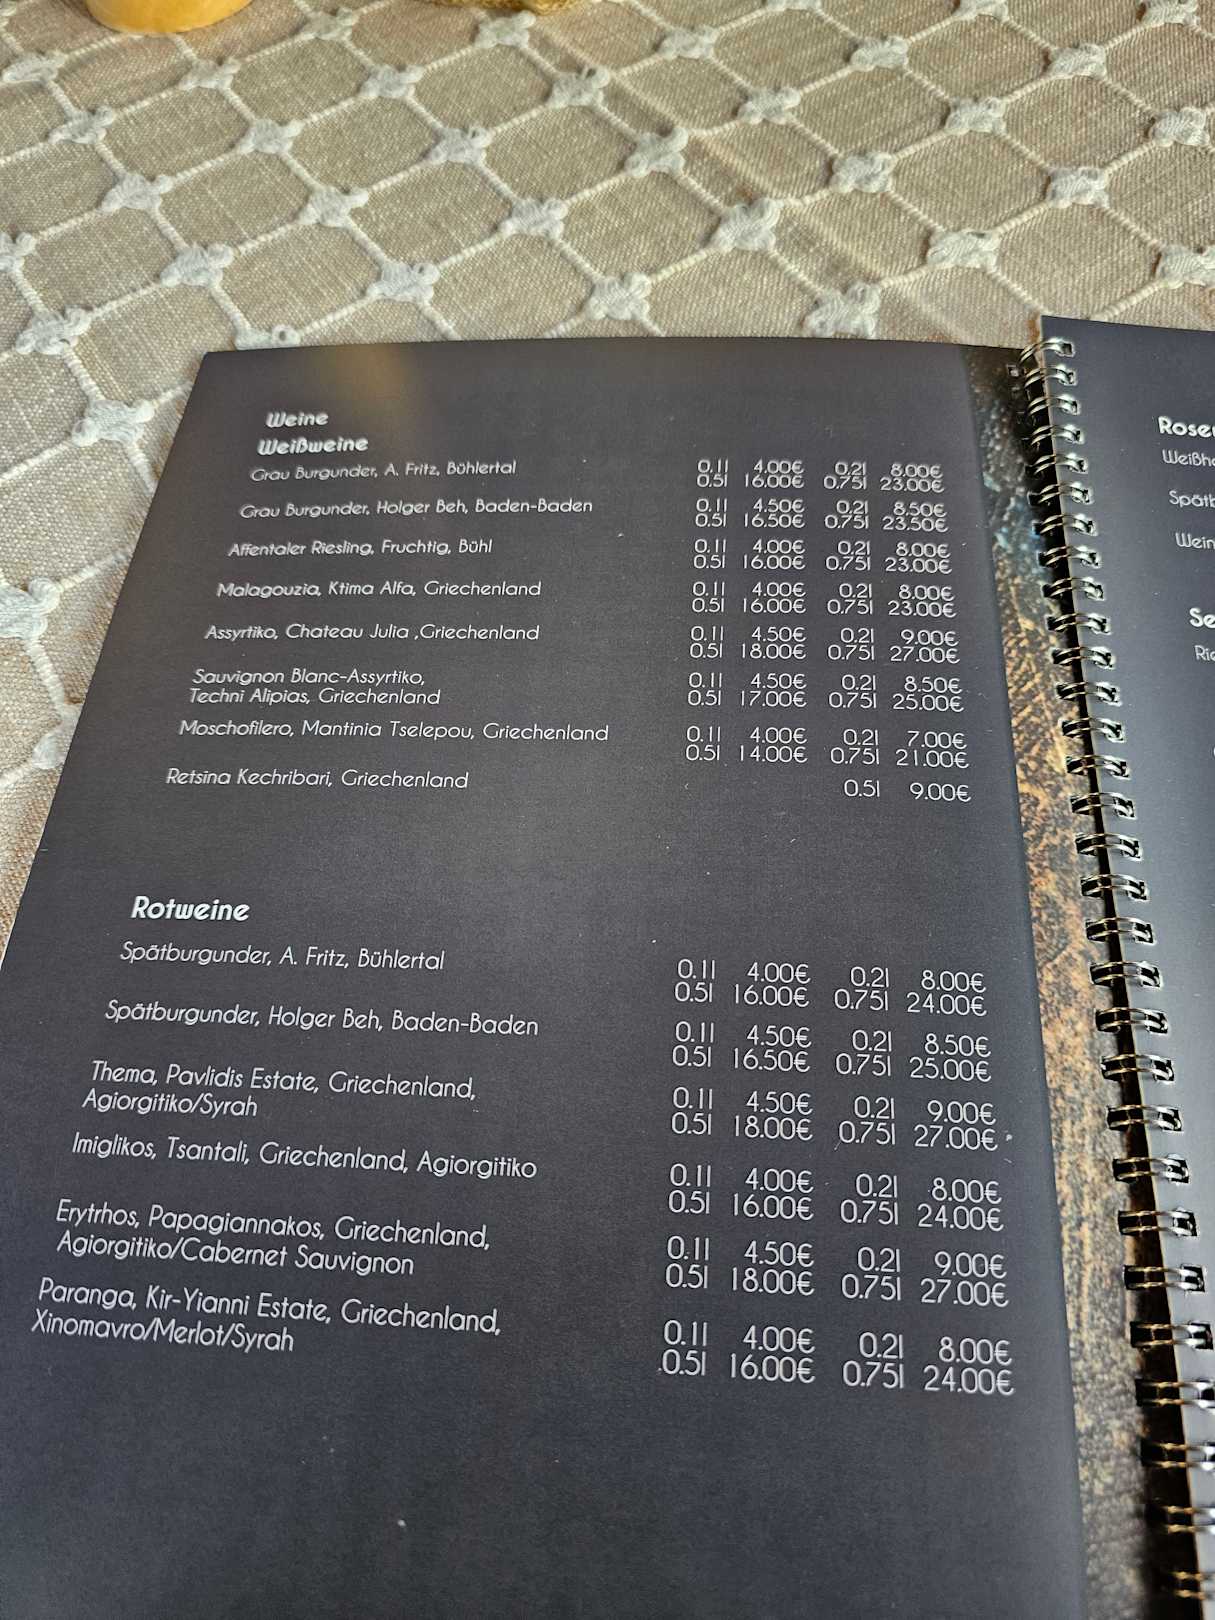 Weine
Weißweine
Grau Burgunder, A. Fritz, Bühlertal 0.1l 4.00€ 0.2l 8.00€
0.5l 16.00€ 0.75l 23.00€
Grau Burgunder, Holger Beh, Baden-Baden 0.1l 4.50€ 0.2l 8.50€
0.5l 16.50€ 0.75l 23.50€
Affentaler Riesling, Fruchtig, Bühl 0.1l 4.00€ 0.2l 8.00€
0.5l 16.00€ 0.75l 23.00€
Malagouzia, Ktima Alfa, Griechenland 0.1l 4.00€ 0.2l 8.00€
0.5l 16.00€ 0.75l 23.00€
Assyrtiko, Chateau Julia ,Griechenland 0.1l 4.50€ 0.2l 9.00€
0.5l 18.00€ 0.75l 27.00€
Sauvignon Blanc-Assyrtiko, 0.1l 4.50€ 0.2l 8.50€
Techni Alipias, Griechenland 0.5l 17.00€ 0.75l 25.00€
Moschofilero, Mantinia Tselepou, Griechenland 0.1l 4.00€ 0.2l 7.00€
0.5l 14.00€ 0.75l 21.00€
Retsina Kechribari, Griechenland 0.5l 9.00€
Rotweine
Spätburgunder, A. Fritz, Bühlertal 0.1l 4.00€ 0.2l 8.00€
0.5l 16.00€ 0.75l 24.00€
Spätburgunder, Holger Beh, Baden-Baden 0.1l 4.50€ 0.2l 8.50€
0.5l 16.50€ 0.75l 25.00€
Thema, Pavlidis Estate, Griechenland, 0.1l 4.50€ 0.2l 9.00€
Agiorgitiko/Syrah 0.5l 18.00€ 0.75l 27.00€
Imiglikos, Tsantali, Griechenland, Agiorgitiko 0.1l 4.00€ 0.2l 8.00€
0.5l 16.00€ 0.75l 24.00€
Erytrhos, Papagiannakos, Griechenland, 0.1l 4.50€ 0.2l 9.00€
Agiorgitiko/Cabernet Sauvignon 0.5l 18.00€ 0.75l 27.00€
Paranga, Kir-Yianni Estate, Griechenland, 0.1l 4.00€ 0.2l 8.00€
Xinomavro/Merlot/Syrah 0.5l 16.00€ 0.75l 24.00€